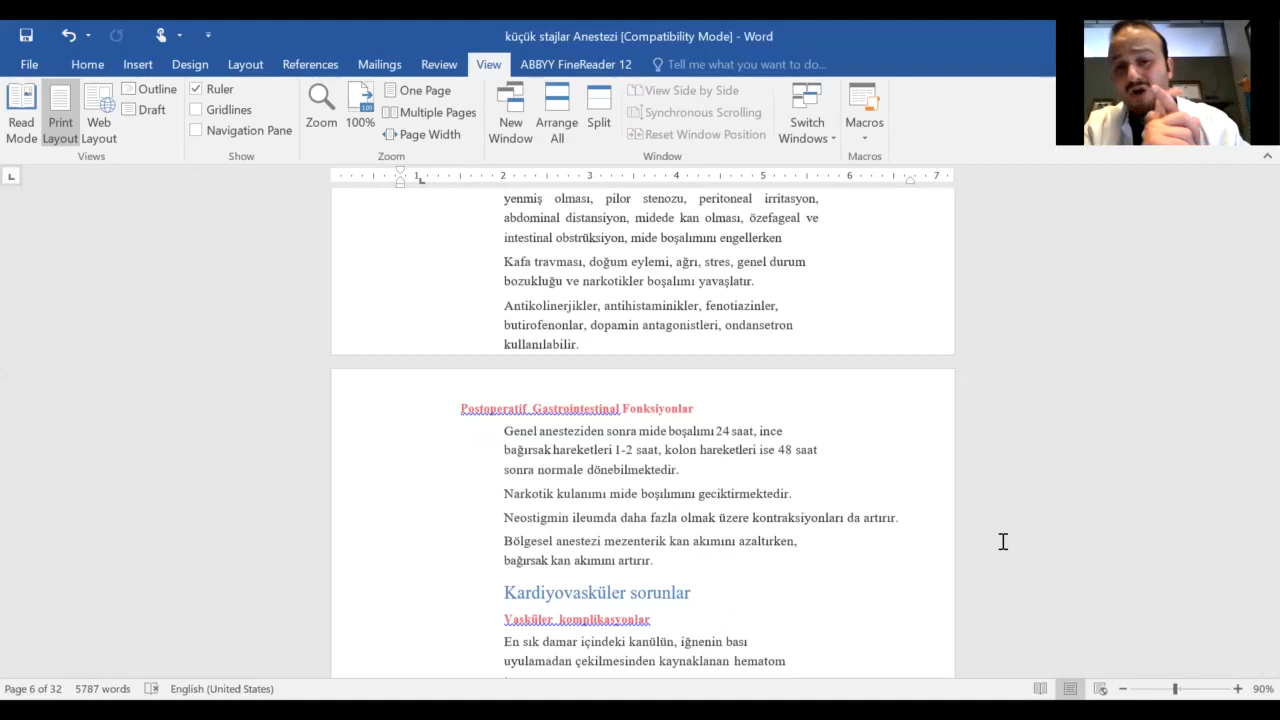 küçük stajlar Anestezi [Compatibility Mode] - Word
File Home Insert Design Layout References Mailings Review View ABBYY FineReader 12 Tell me what you want to do...
Read Mode
Print Layout
Web Layout
Outline
Draft
Views
Ruler
Gridlines
Navigation Pane
Show
Zoom
100
100%
One Page
Multiple Pages
Page Width
Zoom
New Window
Arrange All
Split
View Side by Side
Synchronous Scrolling
Reset Window Position
Window
Switch Windows
Macros
Macros
1 2 3 4 5 6 7
yenmiş olması, pilor stenozu, peritoneal irritasyon,
abdominal distansiyon, midede kan olması, özefageal ve
intestinal obstrüksiyon, mide boşalımını engellerken
Kafa travması, doğum eylemi, ağrı, stres, genel durum
bozukluğu ve narkotikler boşalımı yavaşlatır.
Antikolinerjikler, antihistaminikler, fenotiazinler,
butirofenonlar, dopamin antagonistleri, ondansetron
kullanılabilir.
Postoperatif Gastrointestinal Fonksiyonlar
Genel anesteziden sonra mide boşalımı 24 saat, ince
bağırsak hareketleri 1-2 saat, kolon hareketleri ise 48 saat
sonra normale dönebilmektedir.
Narkotik kulanımı mide boşılımını geciktirmektedir.
Neostigmin ileumda daha fazla olmak üzere kontraksiyonları da artırır.
Bölgesel anestezi mezenterik kan akımını azaltırken,
bağırsak kan akımını artırır.
Kardiyovasküler sorunlar
Vasküler komplikasyonlar
En sık damar içindeki kanülün, iğnenin bası
uyulamadan çekilmesinden kaynaklanan hematom
Page 6 of 32 5787 words English (United States) 90%